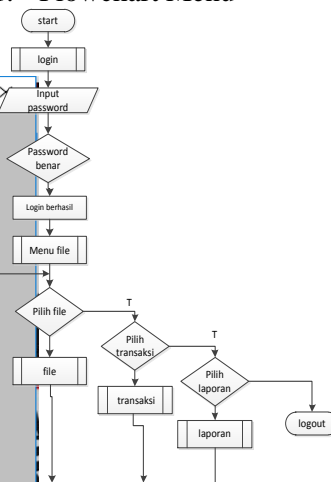 start
login
Input
password
Password
benar
Login berhasil
Menu file
Pilih file
T
Pilih
transaksi
T
Pilih
laporan
file
transaksi
laporan
logout